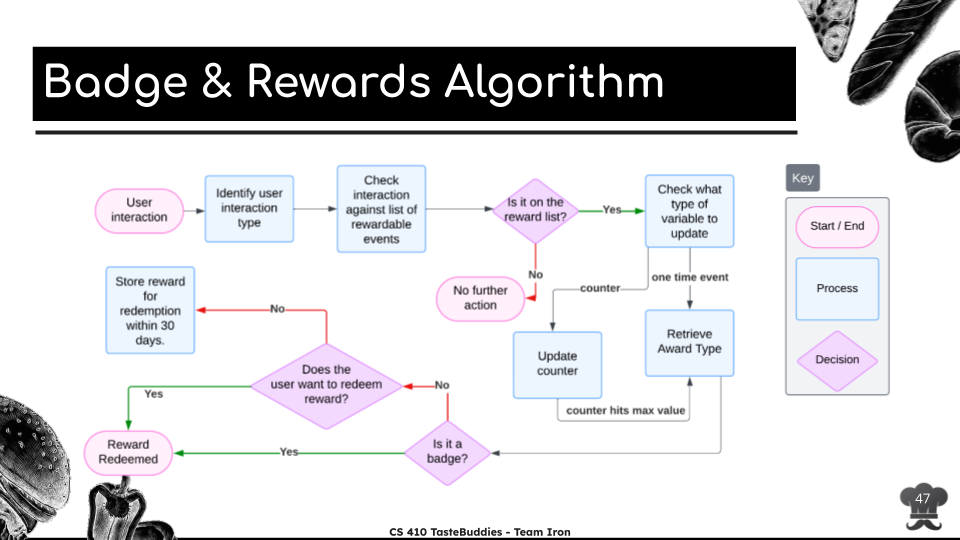 Badge & Rewards Algorithm
User
interaction
Identify user
interaction
type
Check
interaction
against list of
rewardable
events
Is it on the
reward list?
Yes
Check what
type of
variable to
update
Key
Start / End
Process
Decision
No
No further
action
counter
one time event
Update
counter
Retrieve
Award Type
counter hits max value
Store reward
for
redemption
within 30
days.
No
Does the
user want to redeem
reward?
No
Yes
Is it a
badge?
Yes
Reward
Redeemed
47
CS 410 TasteBuddies - Team Iron